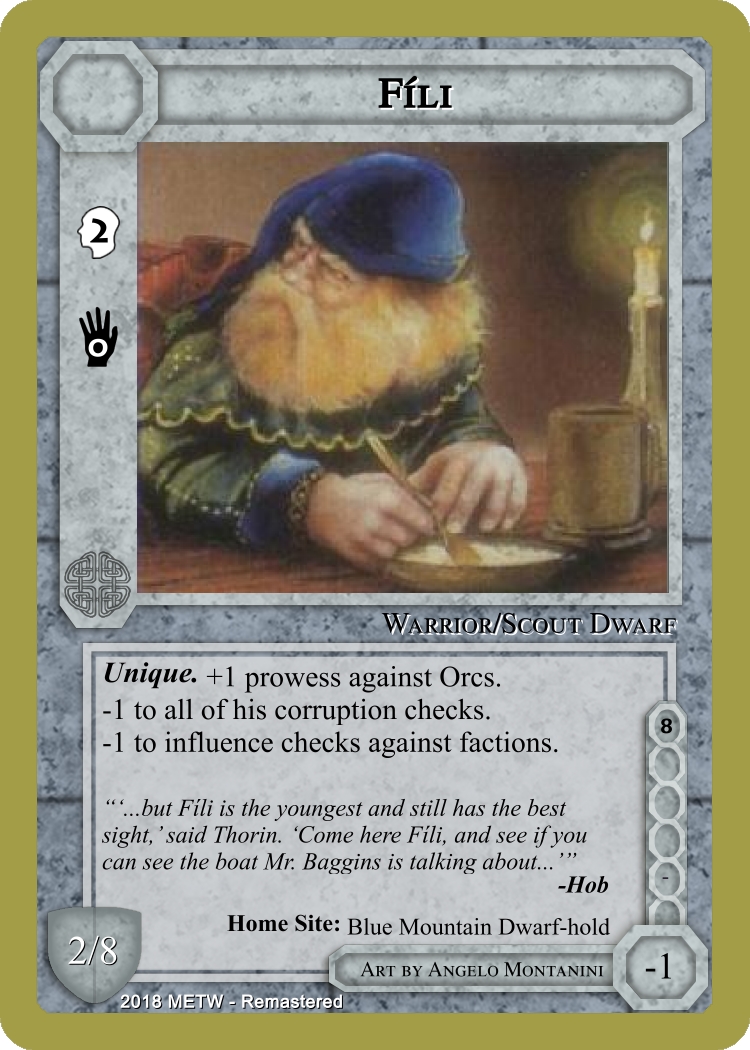 Fíli
2
0
Warrior/Scout Dwarf
Unique. +1 prowess against Orcs.
-1 to all of his corruption checks.
-1 to influence checks against factions.
8
“‘...but Fíli is the youngest and still has the best
sight,’ said Thorin. ‘Come here Fíli, and see if you
can see the boat Mr. Baggins is talking about...’”
-Hob
-
Home Site: Blue Mountain Dwarf-hold
2/8
Art by Angelo Montanini
-1
2018 METW - Remastered